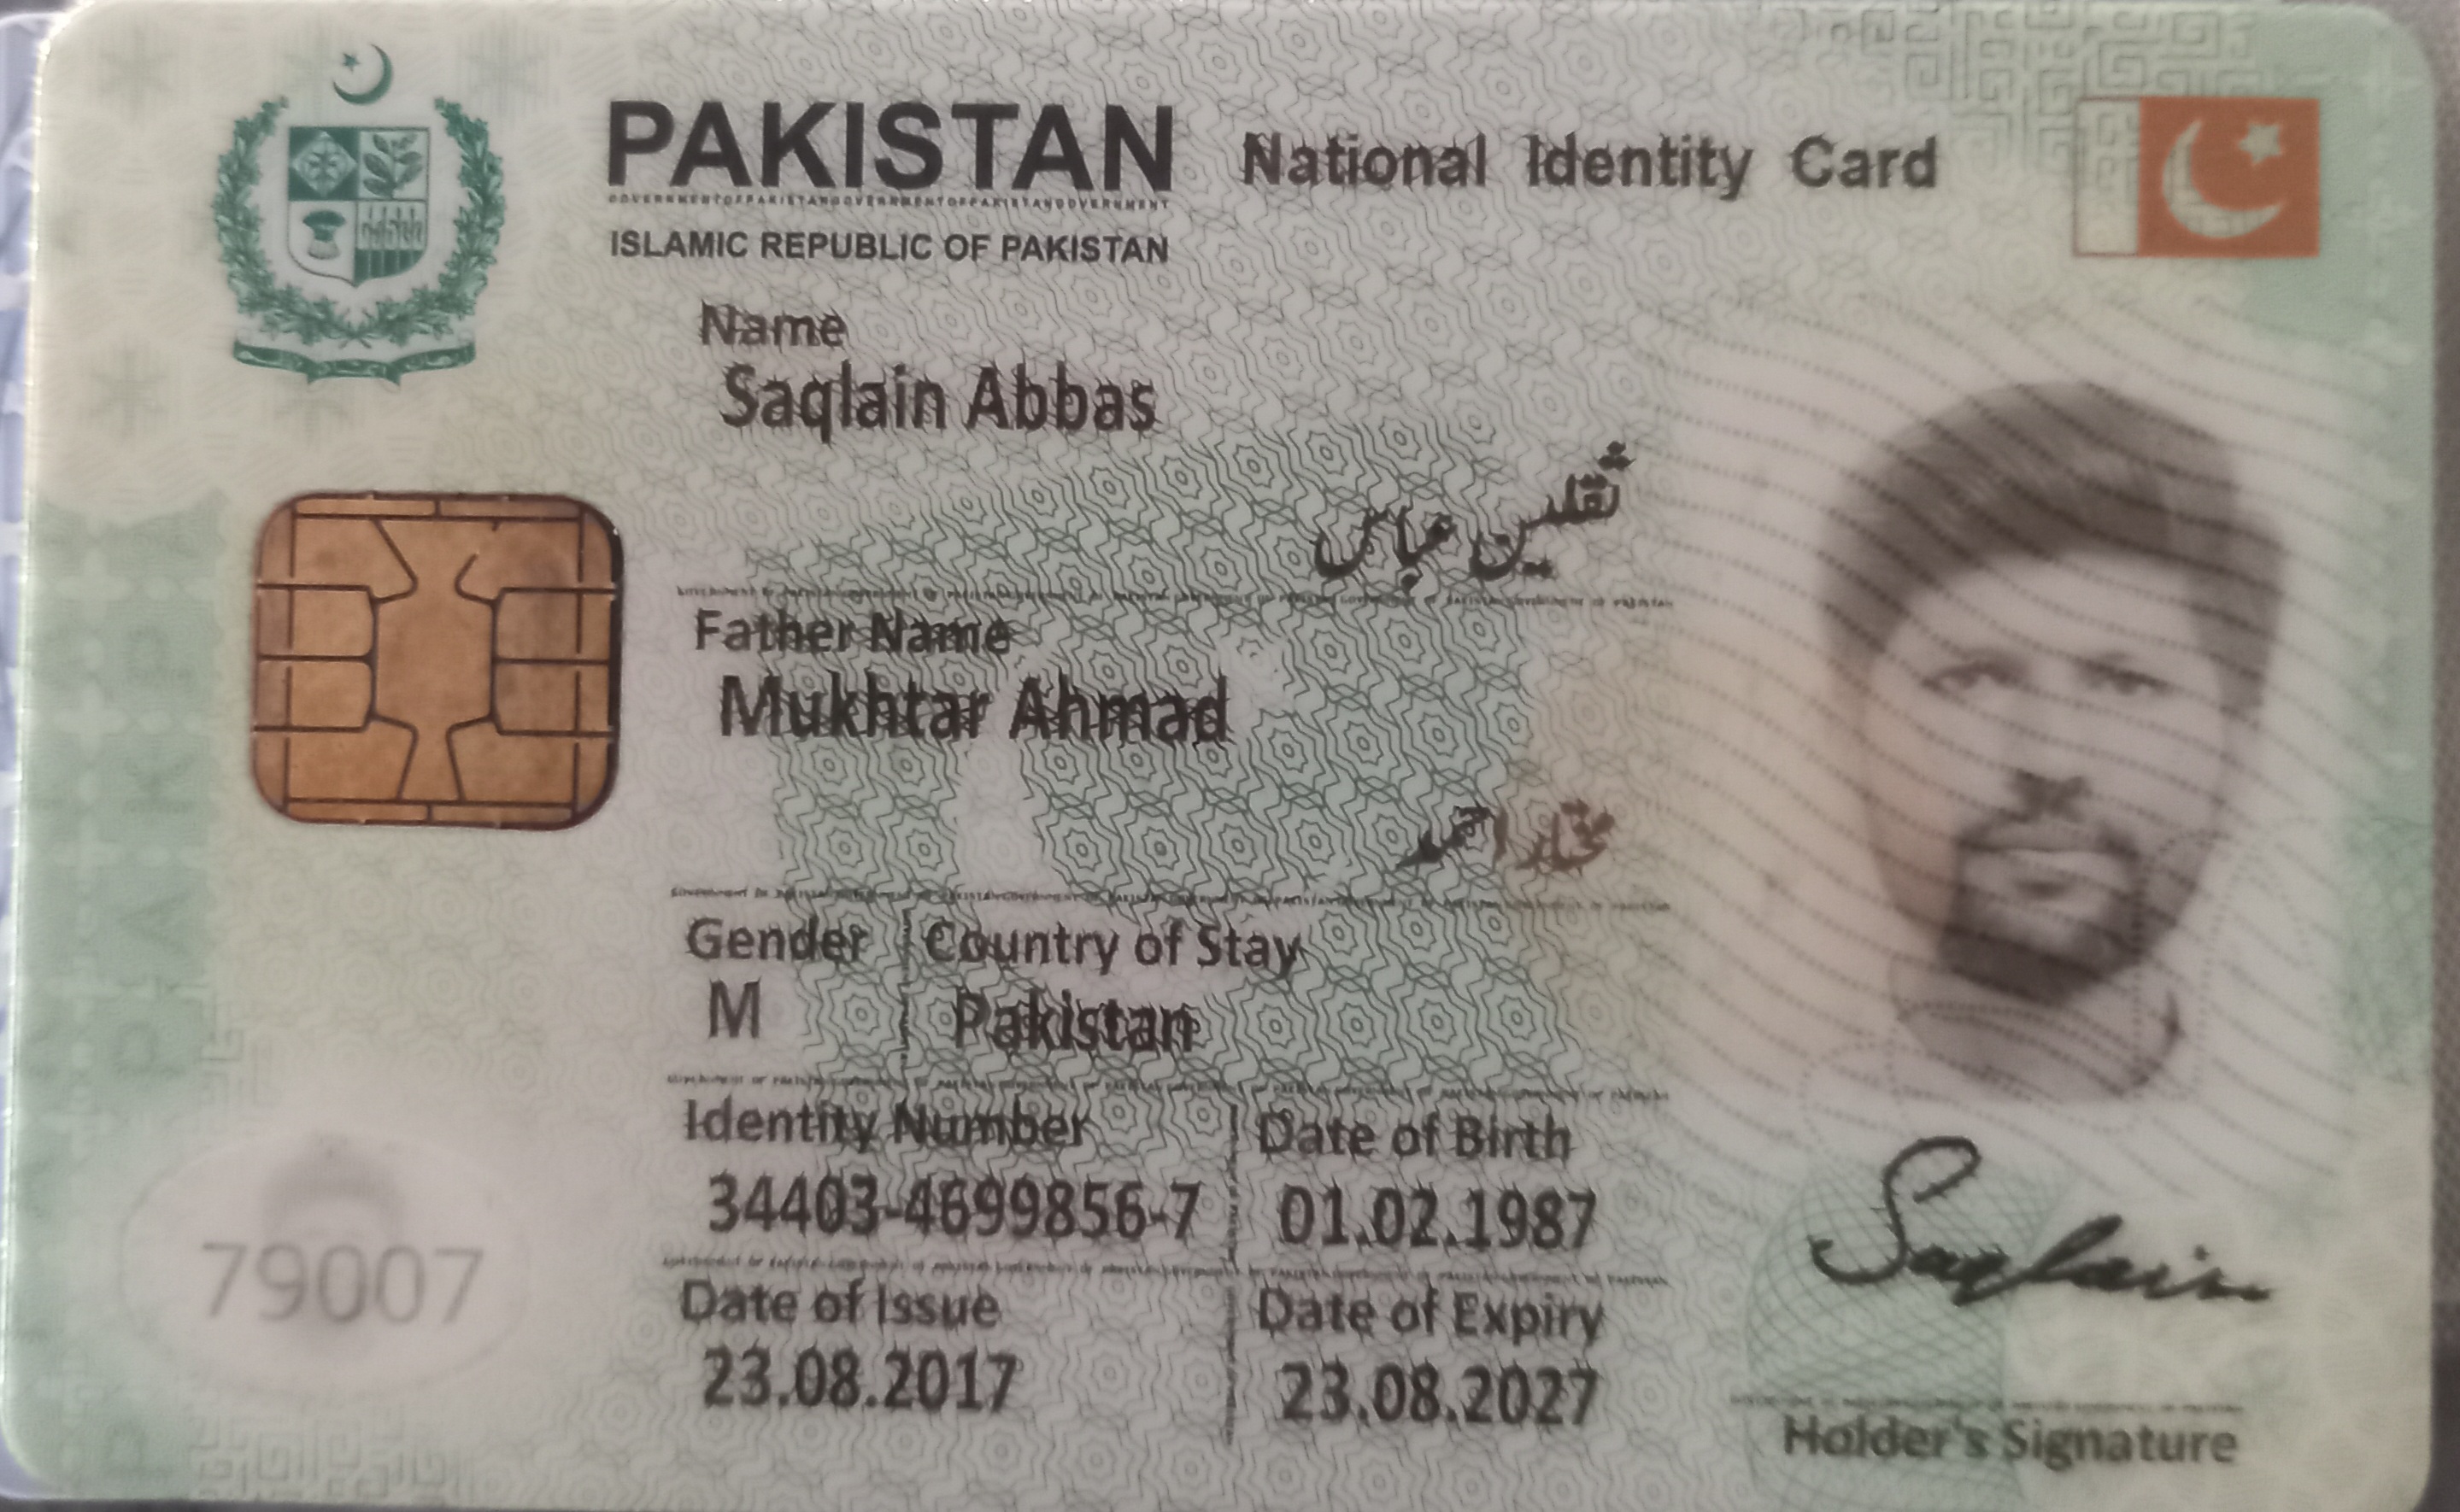 PAKISTAN National Identity Card
ISLAMIC REPUBLIC OF PAKISTAN
Name
Saqlain Abbas
ثقلین عباس
Father Name
Mukhtar Ahmad
مختار احمد
Gender Country of Stay
M Pakistan
Identity Number Date of Birth
34403-4699856-7 01.02.1987
Date of Issue Date of Expiry
23.08.2017 23.08.2027
79007
Saqlain
Holder's Signature